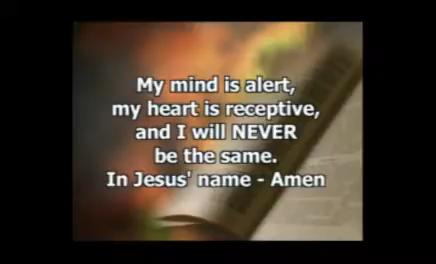 My mind is alert,
my heart is receptive,
and I will NEVER
be the same.
In Jesus' name - Amen